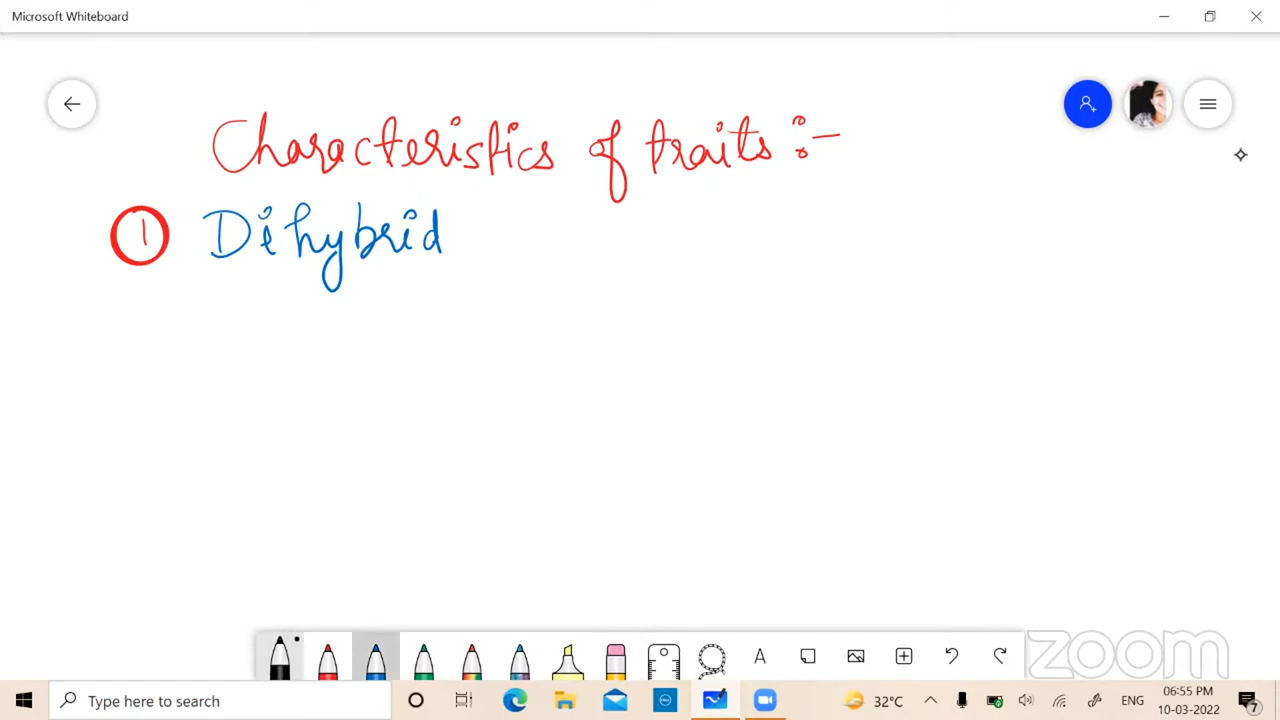 Microsoft Whiteboard
Characteristics of traits :-
1 Dihybrid
A
zoom
Type here to search
32°C
ENG
06:55 PM
10-03-2022
7